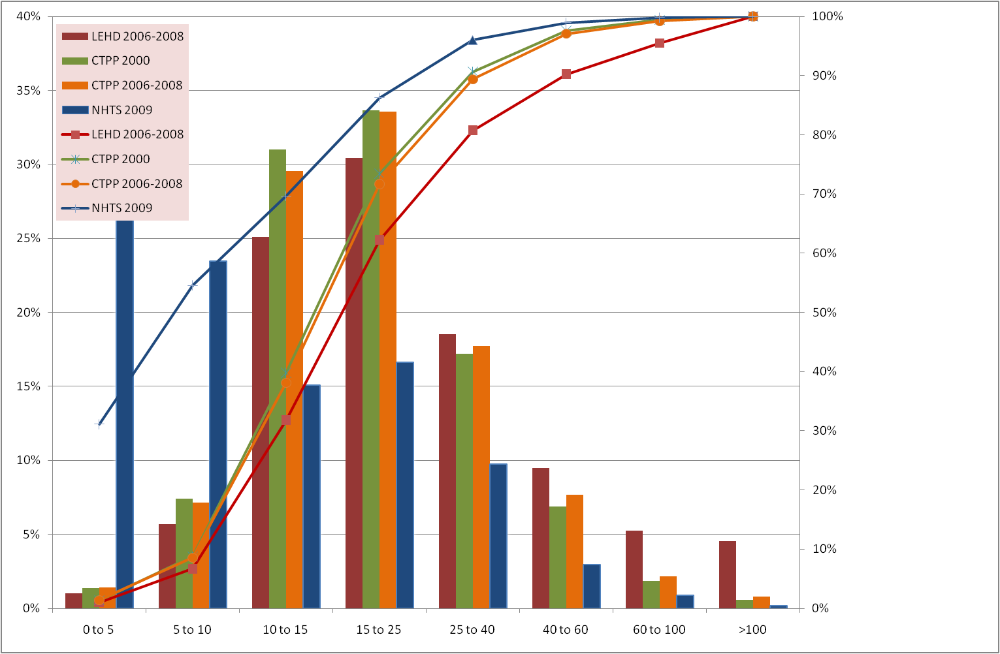 40%
35%
30%
25%
20%
15%
10%
5%
0%
LEHD 2006-2008
CTPP 2000
CTPP 2006-2008
NHTS 2009
LEHD 2006-2008
CTPP 2000
CTPP 2006-2008
NHTS 2009
100%
90%
80%
70%
60%
50%
40%
30%
20%
10%
0%
0 to 5 5 to 10 10 to 15 15 to 25 25 to 40 40 to 60 60 to 100 >100